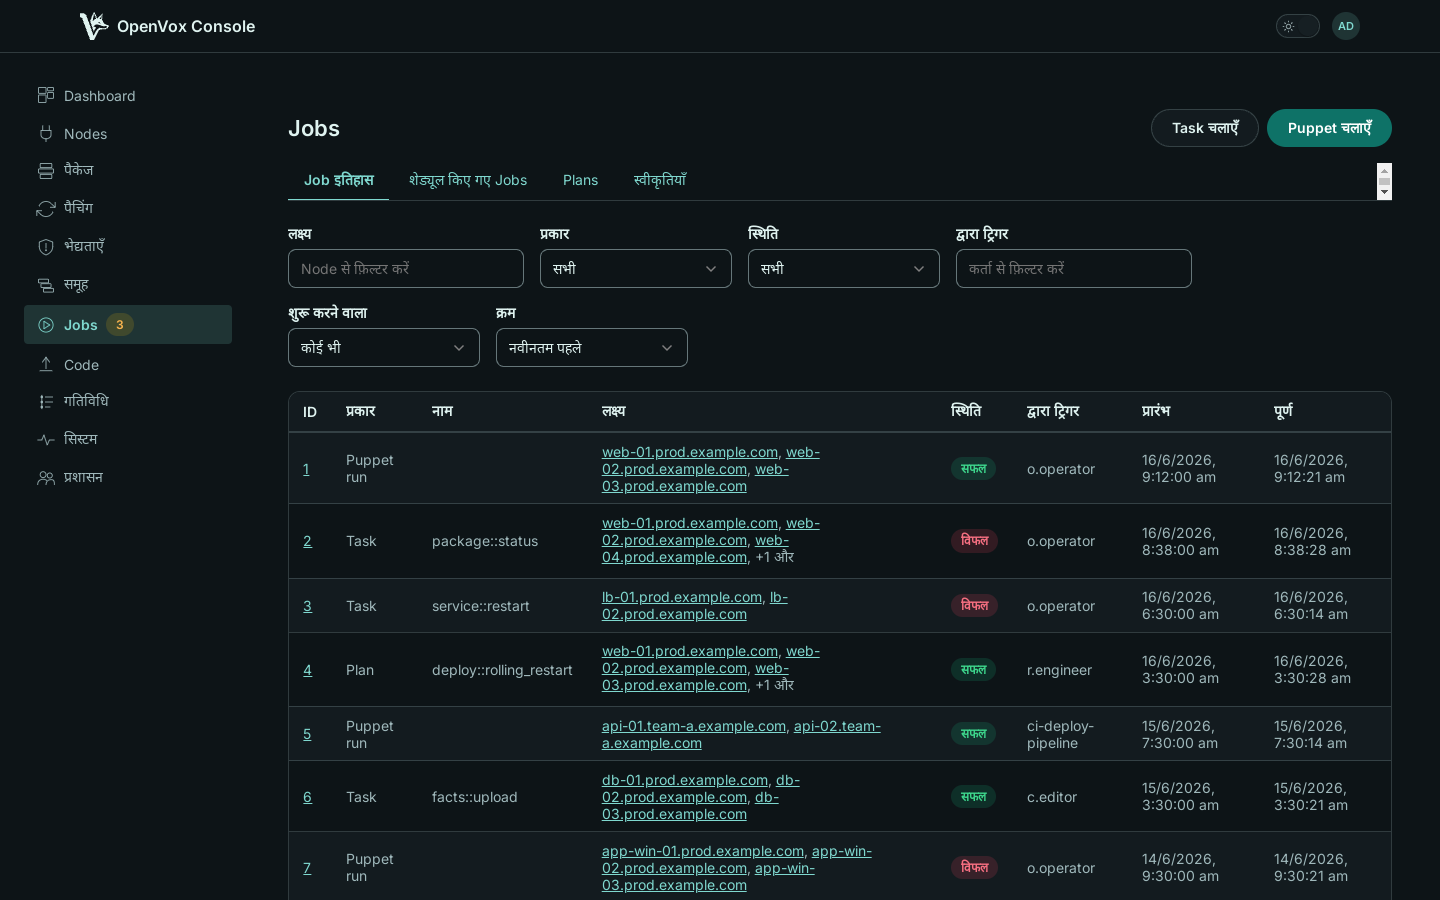 OpenVox Console
AD
Dashboard
Nodes
पैकेज
पैचिंग
भेद्यताएँ
समूह
Jobs 3
Code
गतिविधि
सिस्टम
प्रशासन
Jobs
Task चलाएँ
Puppet चलाएँ
Job इतिहास
शेड्यूल किए गए Jobs
Plans
स्वीकृतियाँ
लक्ष्य
Node से फ़िल्टर करें
प्रकार
सभी
स्थिति
सभी
द्वारा ट्रिगर
कर्ता से फ़िल्टर करें
शुरू करने वाला
कोई भी
क्रम
नवीनतम पहले
ID प्रकार नाम लक्ष्य स्थिति द्वारा ट्रिगर प्रारंभ पूर्ण
1
Puppet
run
web-01.prod.example.com, web-
02.prod.example.com, web-
03.prod.example.com
सफल
o.operator
16/6/2026,
9:12:00 am
16/6/2026,
9:12:21 am
2
Task
package::status
web-01.prod.example.com, web-
02.prod.example.com, web-
04.prod.example.com, +1 और
विफल
o.operator
16/6/2026,
8:38:00 am
16/6/2026,
8:38:28 am
3
Task
service::restart
lb-01.prod.example.com, lb-
02.prod.example.com
विफल
o.operator
16/6/2026,
6:30:00 am
16/6/2026,
6:30:14 am
4
Plan
deploy::rolling_restart
web-01.prod.example.com, web-
02.prod.example.com, web-
03.prod.example.com, +1 और
सफल
r.engineer
16/6/2026,
3:30:00 am
16/6/2026,
3:30:28 am
5
Puppet
run
api-01.team-a.example.com, api-02.team-
a.example.com
सफल
ci-deploy-
pipeline
15/6/2026,
7:30:00 am
15/6/2026,
7:30:14 am
6
Task
facts::upload
db-01.prod.example.com, db-
02.prod.example.com, db-
03.prod.example.com
सफल
c.editor
15/6/2026,
3:30:00 am
15/6/2026,
3:30:21 am
7
Puppet
run
app-win-01.prod.example.com, app-win-
02.prod.example.com, app-win-
03.prod.example.com
विफल
o.operator
14/6/2026,
9:30:00 am
14/6/2026,
9:30:21 am